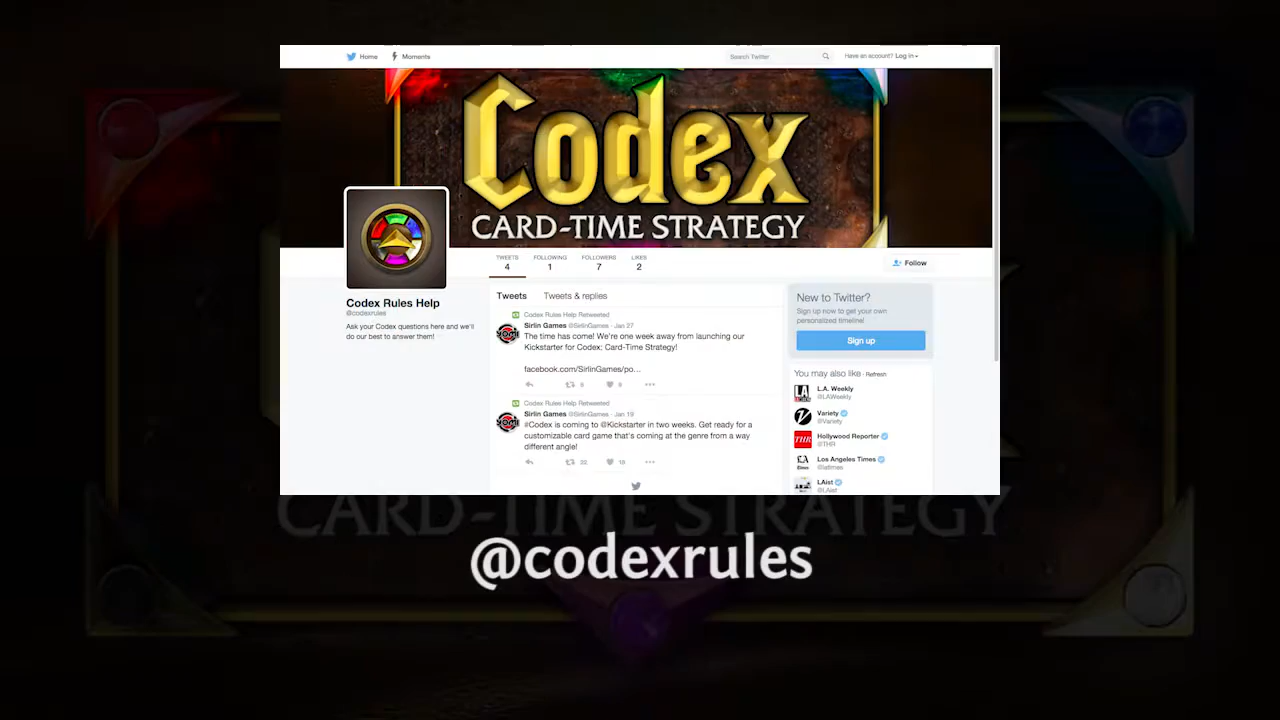 Home
Moments
Search Twitter
Have an account? Log in
Codex
CARD-TIME STRATEGY
TWEETS
4
FOLLOWING
1
FOLLOWERS
7
LIKES
2
Follow
Codex Rules Help
@codexrules
Ask your Codex questions here and we'll
do our best to answer them!
Tweets
Tweets & replies
Codex Rules Help Retweeted
Sirlin Games @SirlinGames · Jan 27
The time has come! We're one week away from launching our
Kickstarter for Codex: Card-Time Strategy!
facebook.com/SirlinGames/po…
Codex Rules Help Retweeted
Sirlin Games @SirlinGames · Jan 19
#Codex is coming to @Kickstarter in two weeks. Get ready for a
customizable card game that's coming at the genre from a way
different angle!
22
18
New to Twitter?
Sign up now to get your own
personalized timeline!
Sign up
You may also like · Refresh
L.A. Weekly
@LAWeekly
Variety
@Variety
THR
Hollywood Reporter
@THR
Los Angeles Times
@latimes
LAist
@LAist
CARD-TIME STRATEGY
@codexrules